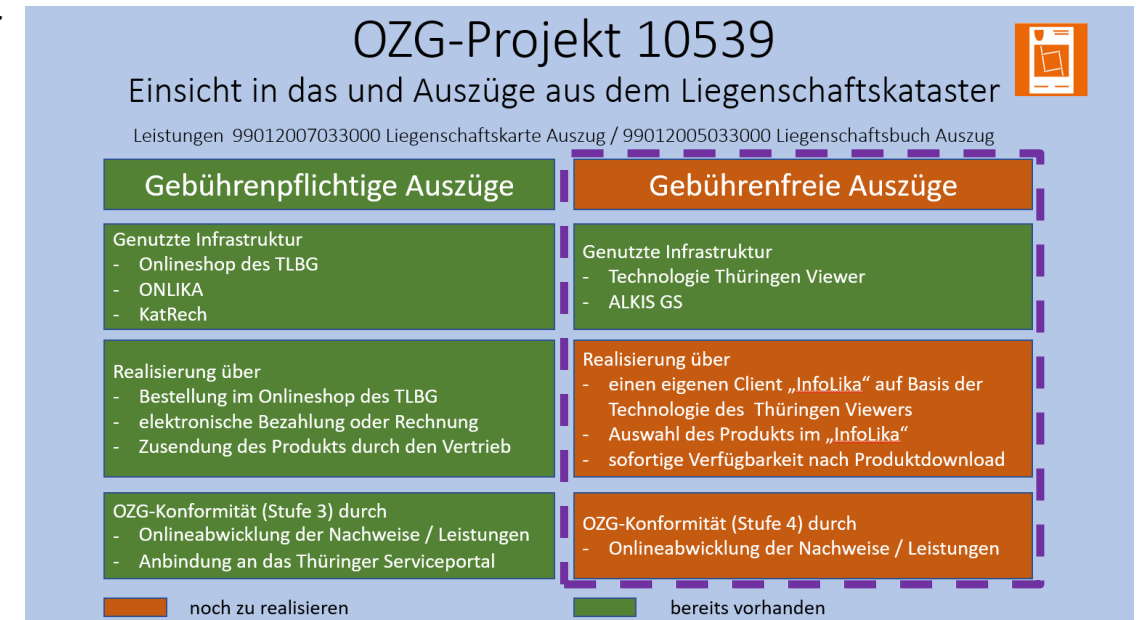 OZG-Projekt 10539
Einsicht in das und Auszüge aus dem Liegenschaftskataster
Leistungen 99012007033000 Liegenschaftskarte Auszug / 99012005033000 Liegenschaftsbuch Auszug
Gebührenpflichtige Auszüge
Genutzte Infrastruktur
- Onlineshop des TLBG
- ONLIKA
- KatRech
Realisierung über
- Bestellung im Onlineshop des TLBG
- elektronische Bezahlung oder Rechnung
- Zusendung des Produkts durch den Vertrieb
OZG-Konformität (Stufe 3) durch
- Onlineabwicklung der Nachweise / Leistungen
- Anbindung an das Thüringer Serviceportal
Gebührenfreie Auszüge
Genutzte Infrastruktur
- Technologie Thüringen Viewer
- ALKIS GS
Realisierung über
- einen eigenen Client „InfoLika“ auf Basis der
Technologie des Thüringen Viewers
- Auswahl des Produkts im „InfoLika“
- sofortige Verfügbarkeit nach Produktdownload
OZG-Konformität (Stufe 4) durch
- Onlineabwicklung der Nachweise / Leistungen
noch zu realisieren
bereits vorhanden